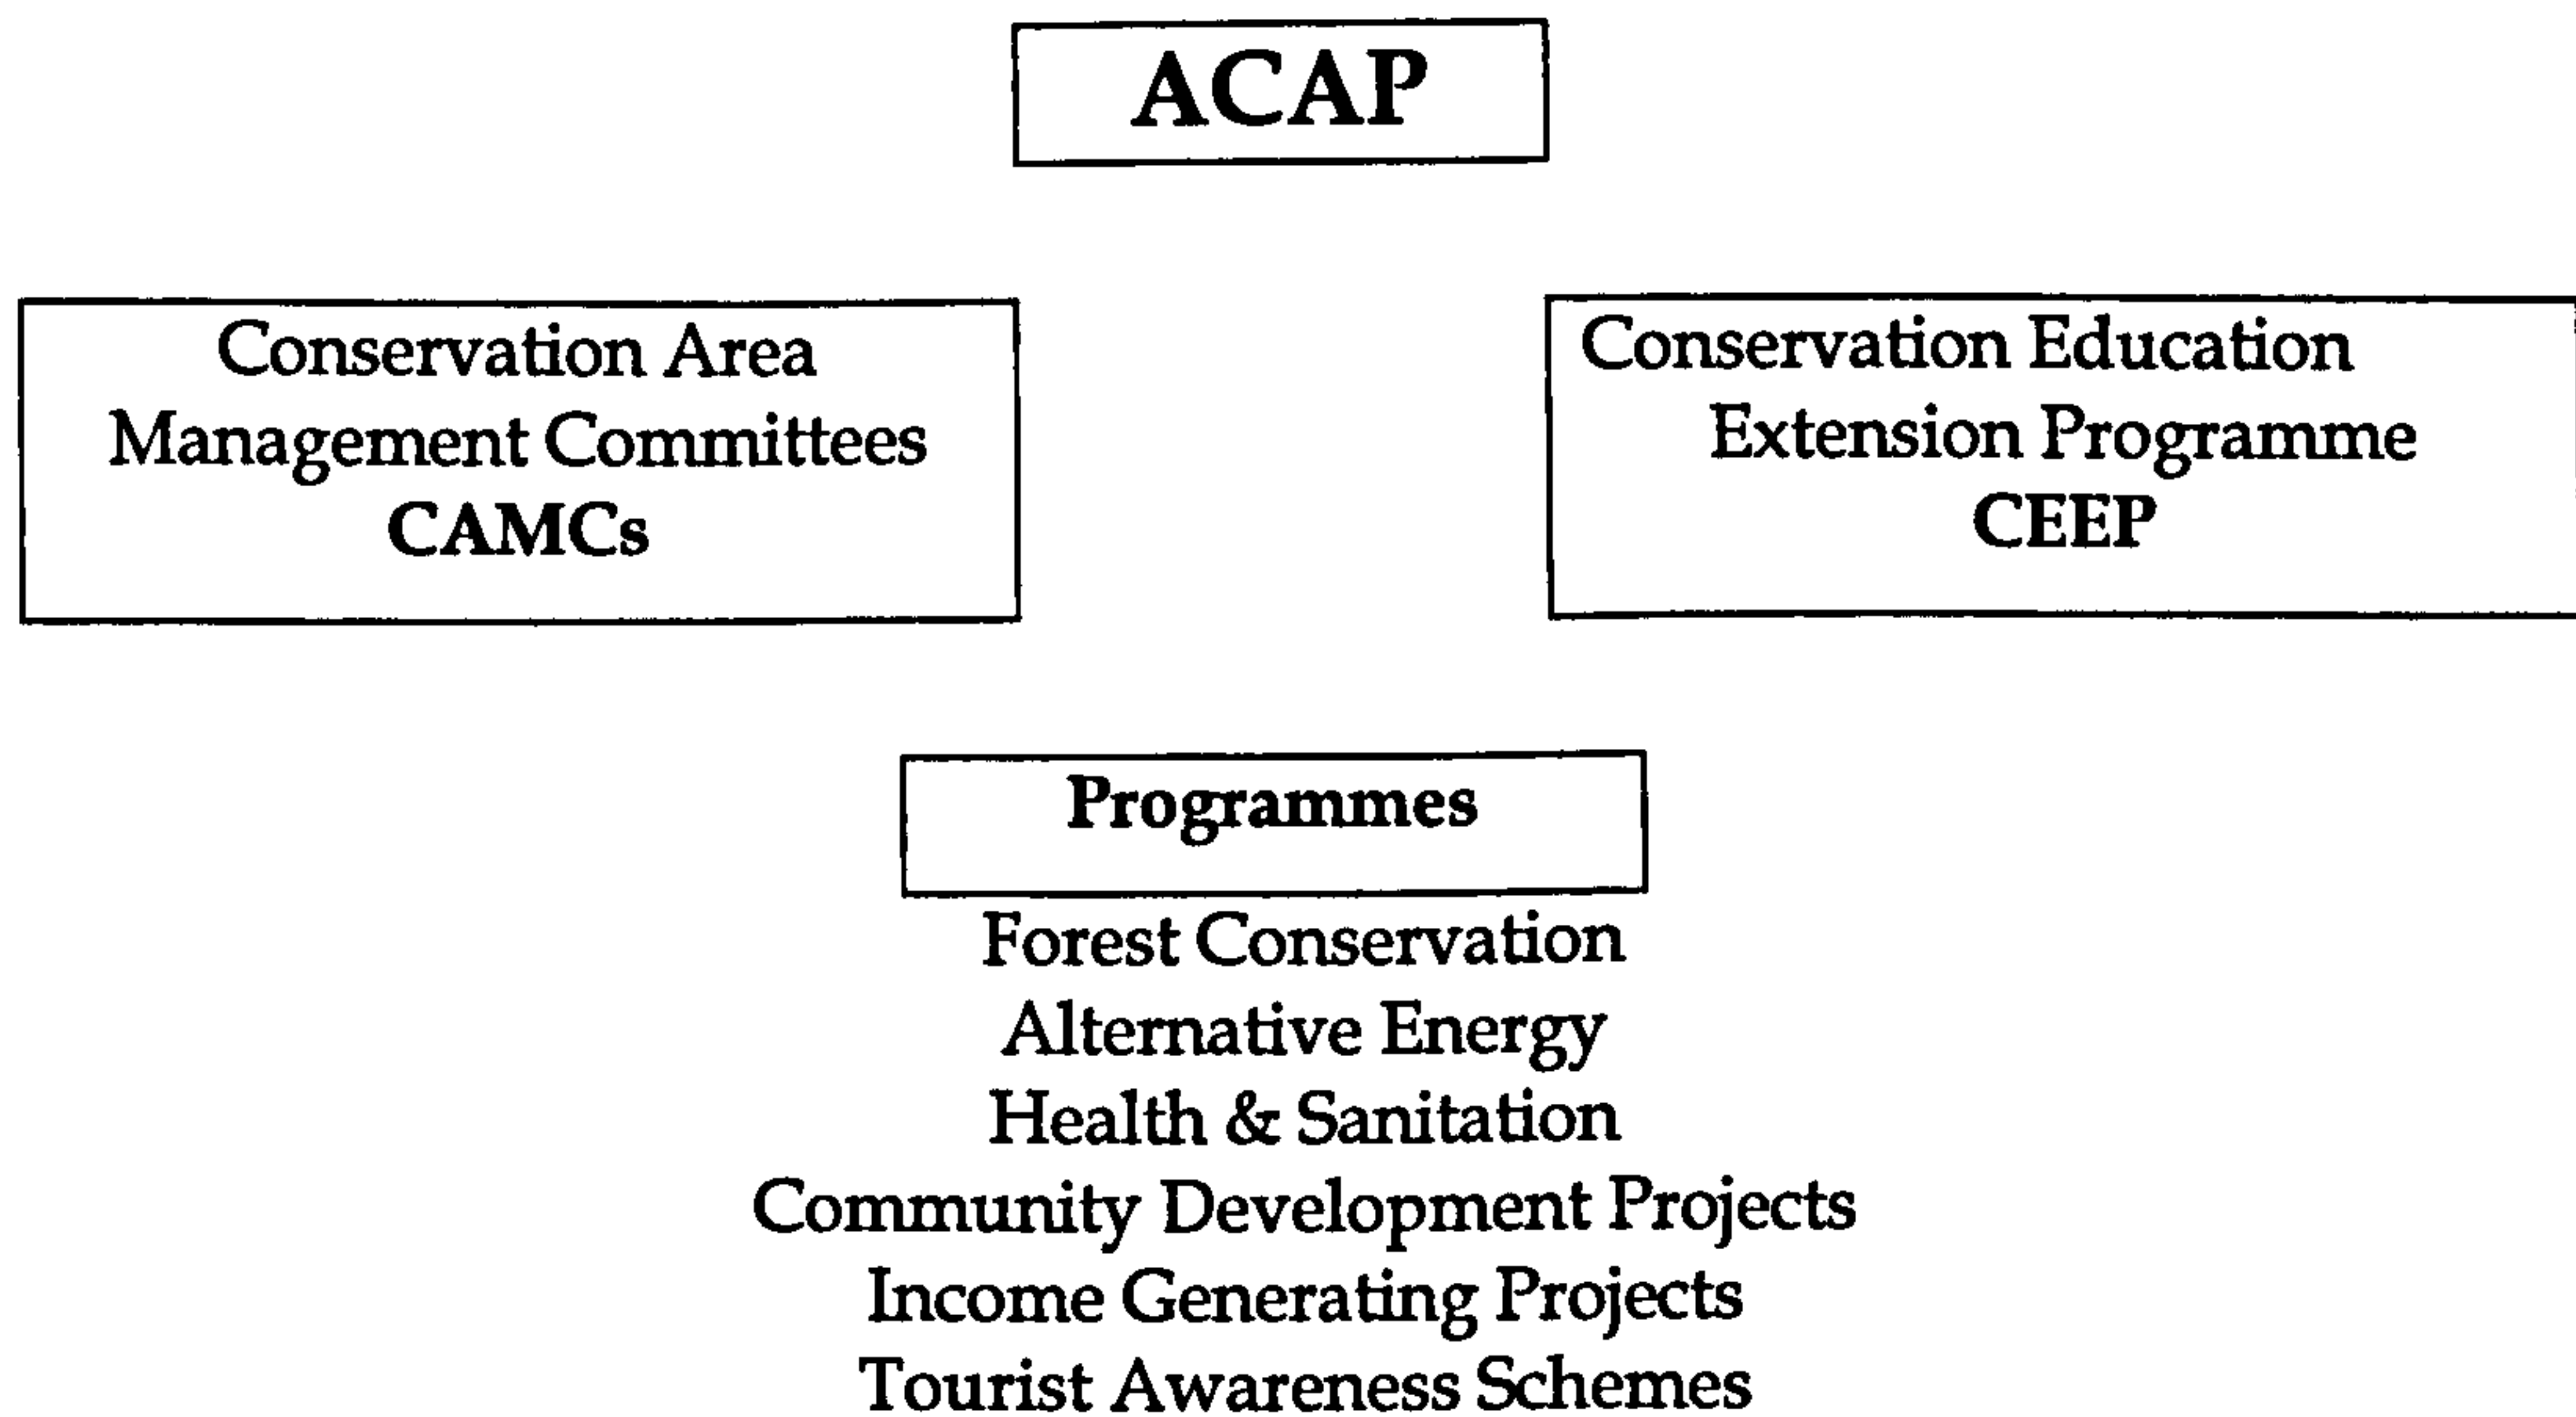 ACAP
Conservation Area
Management Committees
CAMCs
Conservation Education
Extension Programme
CEEP
Programmes
Forest Conservation
Alternative Energy
Health & Sanitation
Community Development Projects
Income Generating Projects
Tourist Awareness Schemes